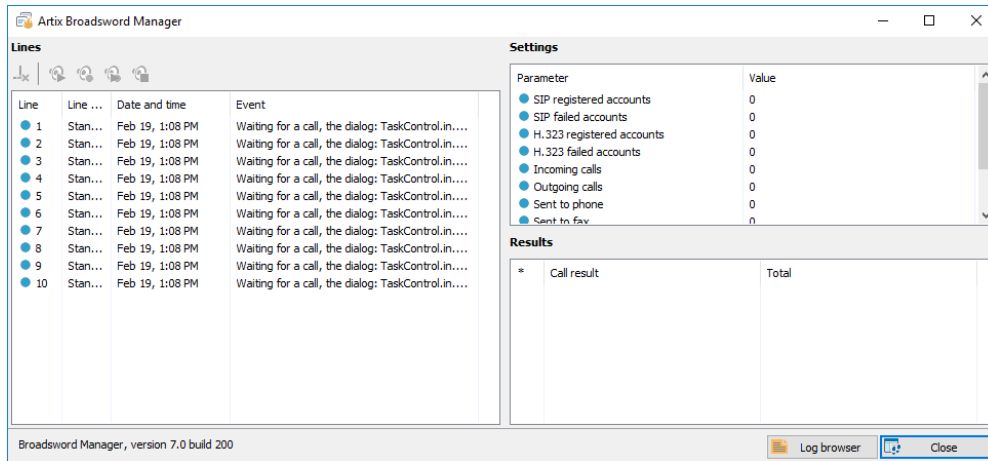 Artix Broadsword Manager
Lines
Line Line ... Date and time Event
1 Stan... Feb 19, 1:08 PM Waiting for a call, the dialog: TaskControl.in....
2 Stan... Feb 19, 1:08 PM Waiting for a call, the dialog: TaskControl.in....
3 Stan... Feb 19, 1:08 PM Waiting for a call, the dialog: TaskControl.in....
4 Stan... Feb 19, 1:08 PM Waiting for a call, the dialog: TaskControl.in....
5 Stan... Feb 19, 1:08 PM Waiting for a call, the dialog: TaskControl.in....
6 Stan... Feb 19, 1:08 PM Waiting for a call, the dialog: TaskControl.in....
7 Stan... Feb 19, 1:08 PM Waiting for a call, the dialog: TaskControl.in....
8 Stan... Feb 19, 1:08 PM Waiting for a call, the dialog: TaskControl.in....
9 Stan... Feb 19, 1:08 PM Waiting for a call, the dialog: TaskControl.in....
10 Stan... Feb 19, 1:08 PM Waiting for a call, the dialog: TaskControl.in....
Settings
Parameter Value
SIP registered accounts 0
SIP failed accounts 0
H.323 registered accounts 0
H.323 failed accounts 0
Incoming calls 0
Outgoing calls 0
Sent to phone 0
Sent to fax 0
Results
* Call result Total
Broadsword Manager, version 7.0 build 200
Log browser Close